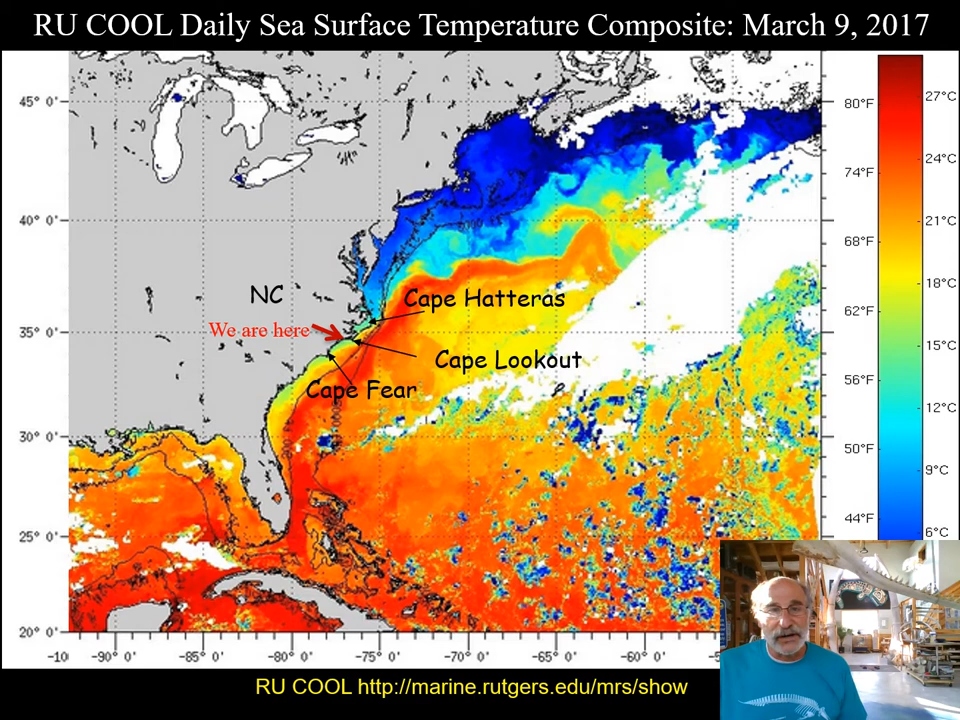 RU COOL Daily Sea Surface Temperature Composite: March 9, 2017
45° 0'
40° 0'
35° 0'
30° 0'
25° 0'
20° 0'
NC
We are here
Cape Hatteras
Cape Lookout
Cape Fear
80°F
74°F
68°F
62°F
56°F
50°F
44°F
27°C
24°C
21°C
18°C
15°C
12°C
9°C
6°C
-10 -90° 0' -85° 0' -80° 0' -75° 0' -70° 0' -65° 0' -60° 0'
RU COOL http://marine.rutgers.edu/mrs/show